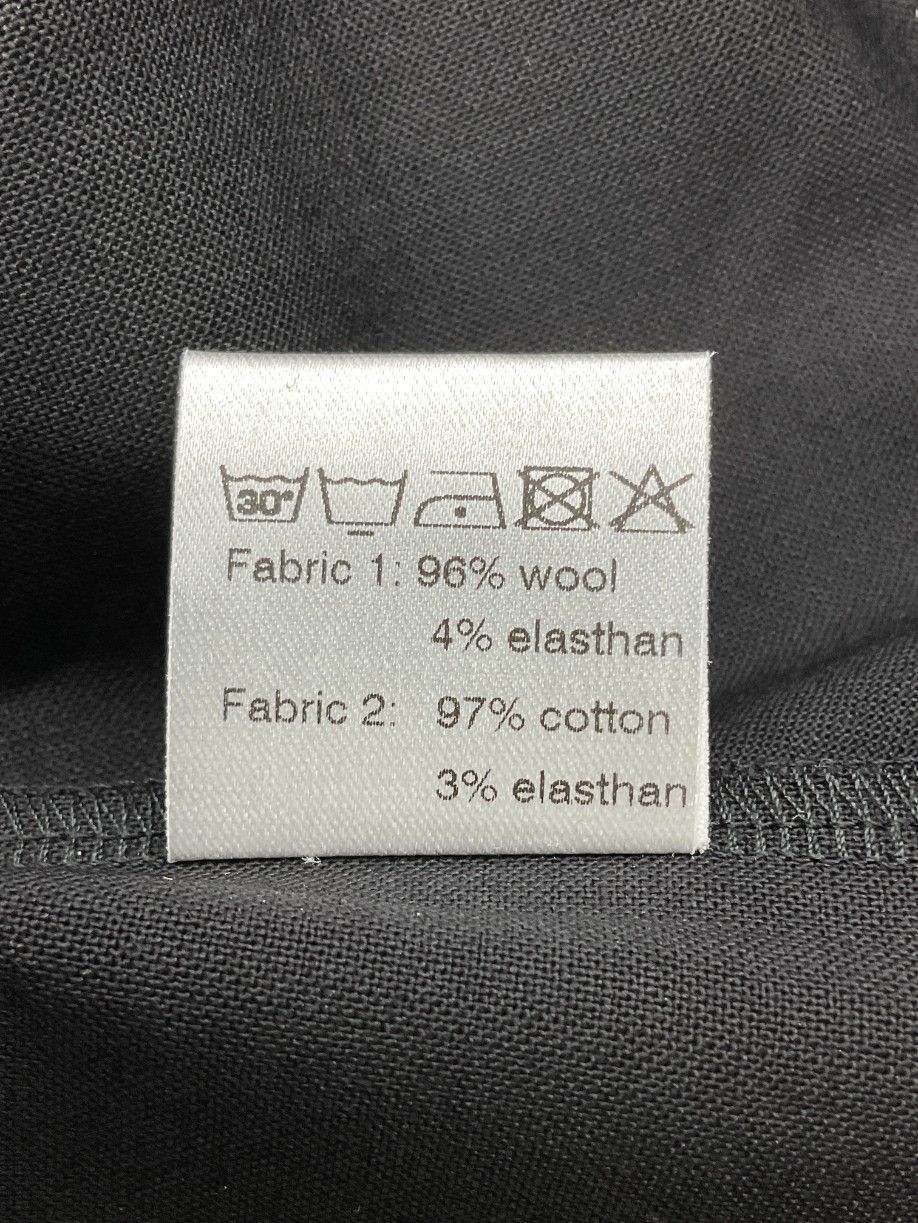 30°
Fabric 1: 96% wool
4% elasthan
Fabric 2: 97% cotton
3% elasthan